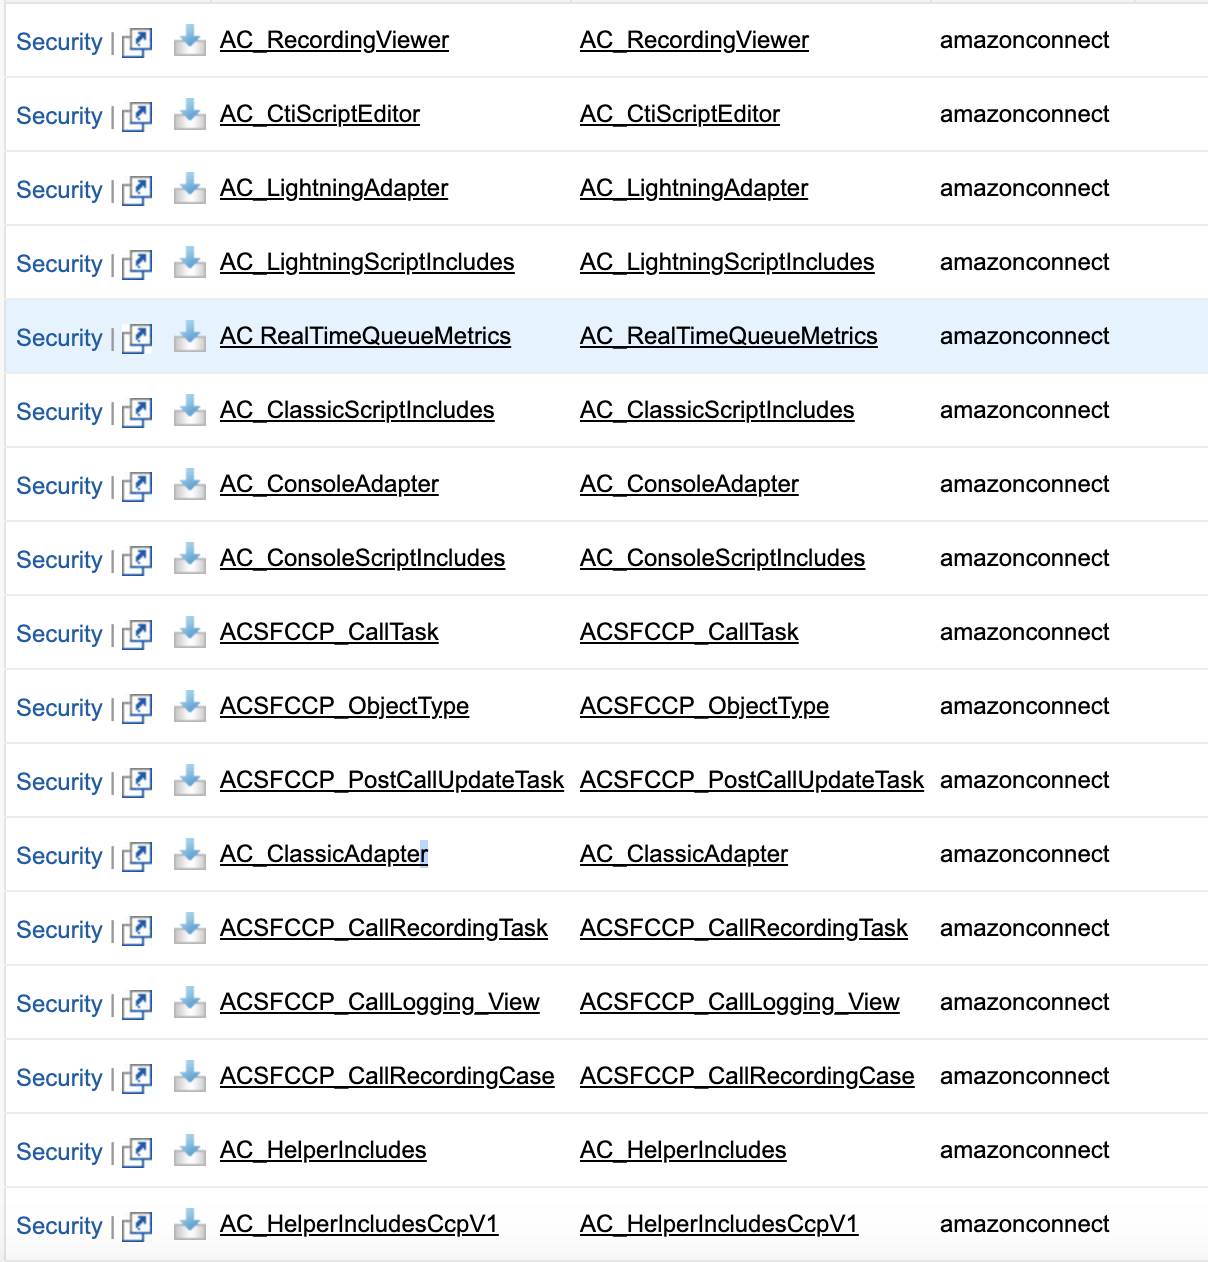 Security | AC_RecordingViewer AC_RecordingViewer amazonconnect
Security | AC_CtiScriptEditor AC_CtiScriptEditor amazonconnect
Security | AC_LightningAdapter AC_LightningAdapter amazonconnect
Security | AC_LightningScriptIncludes AC_LightningScriptIncludes amazonconnect
Security | AC RealTimeQueueMetrics AC_RealTimeQueueMetrics amazonconnect
Security | AC_ClassicScriptIncludes AC_ClassicScriptIncludes amazonconnect
Security | AC_ConsoleAdapter AC_ConsoleAdapter amazonconnect
Security | AC_ConsoleScriptIncludes AC_ConsoleScriptIncludes amazonconnect
Security | ACSFCCP_CallTask ACSFCCP_CallTask amazonconnect
Security | ACSFCCP_ObjectType ACSFCCP_ObjectType amazonconnect
Security | ACSFCCP_PostCallUpdateTask ACSFCCP_PostCallUpdateTask amazonconnect
Security | AC_ClassicAdapter AC_ClassicAdapter amazonconnect
Security | ACSFCCP_CallRecordingTask ACSFCCP_CallRecordingTask amazonconnect
Security | ACSFCCP_CallLogging_View ACSFCCP_CallLogging_View amazonconnect
Security | ACSFCCP_CallRecordingCase ACSFCCP_CallRecordingCase amazonconnect
Security | AC_HelperIncludes AC_HelperIncludes amazonconnect
Security | AC_HelperIncludesCcpV1 AC_HelperIncludesCcpV1 amazonconnect